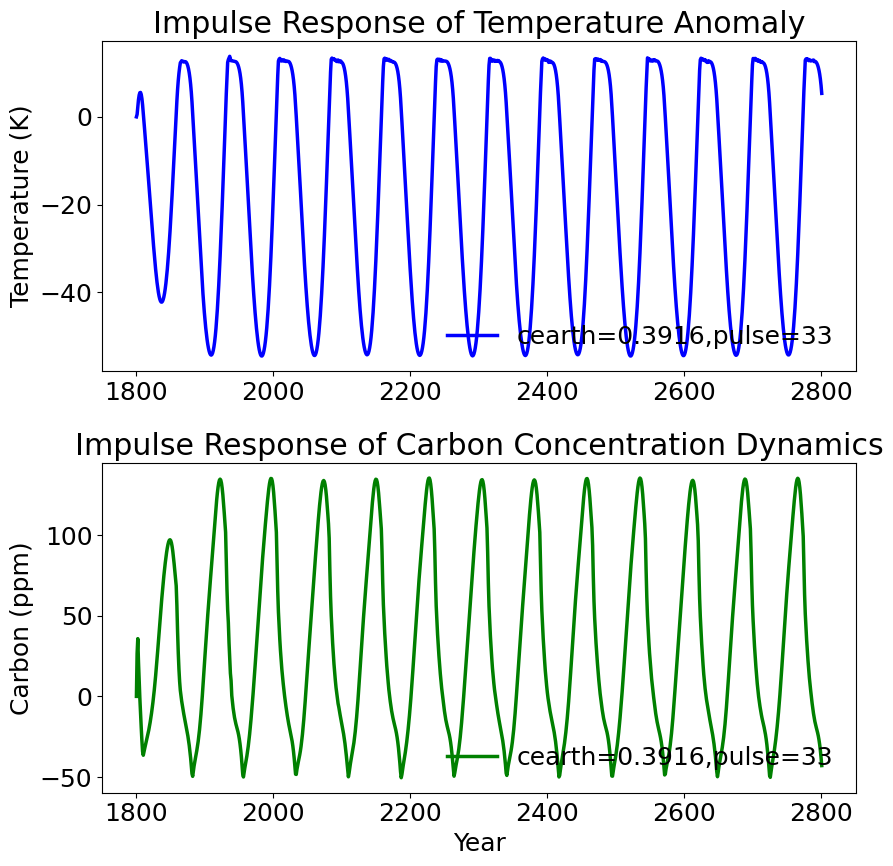 Impulse Response of Temperature Anomaly
Temperature (K)
0
−20
−40
cearth=0.3916,pulse=33
1800 2000 2200 2400 2600 2800
Impulse Response of Carbon Concentration Dynamics
Carbon (ppm)
100
50
0
−50
cearth=0.3916,pulse=33
1800 2000 2200 2400 2600 2800
Year